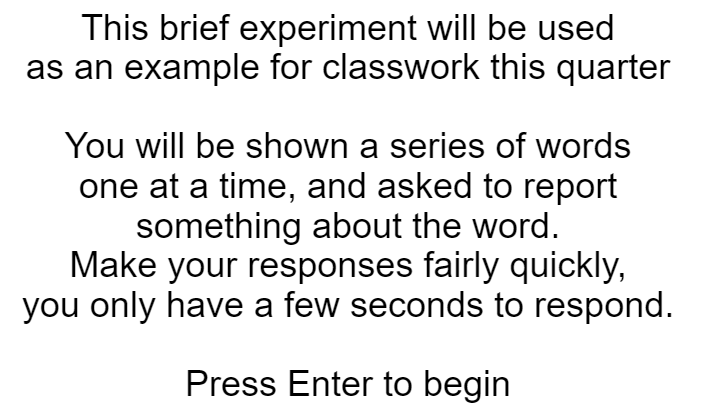 This brief experiment will be used
as an example for classwork this quarter
You will be shown a series of words
one at a time, and asked to report
something about the word.
Make your responses fairly quickly,
you only have a few seconds to respond.
Press Enter to begin